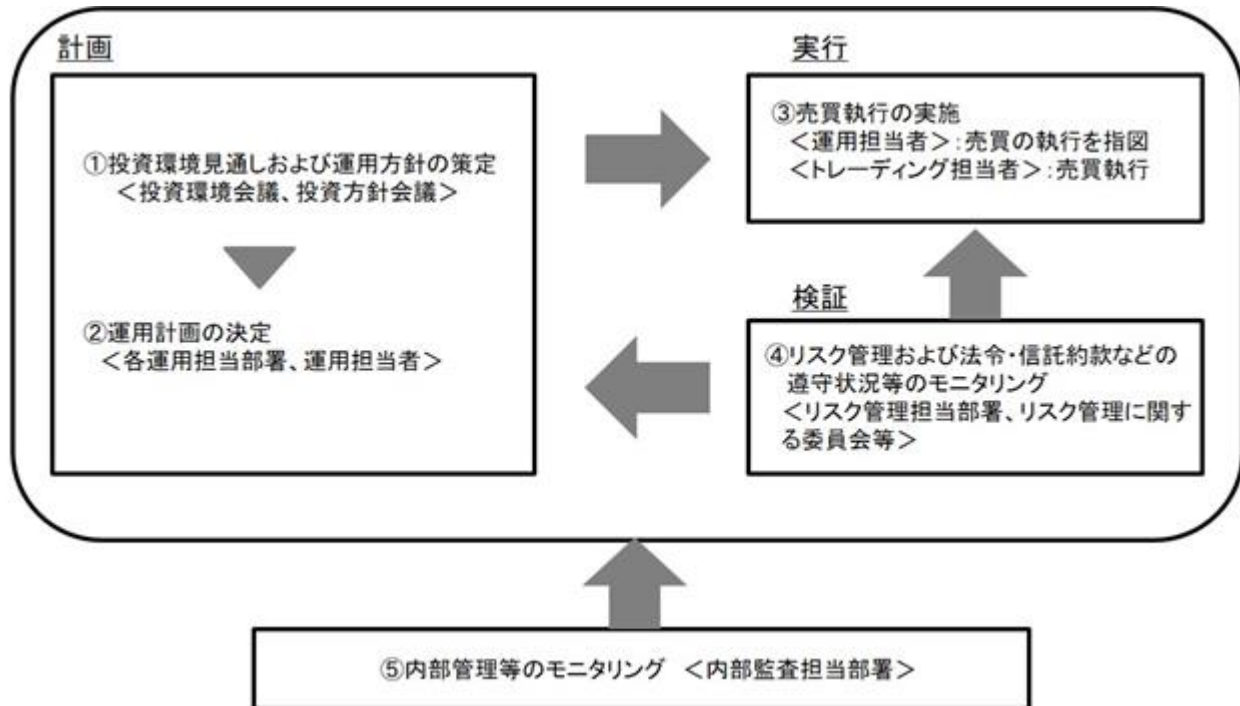 計画
①投資環境見通しおよび運用方針の策定
＜投資環境会議、投資方針会議＞
②運用計画の決定
＜各運用担当部署、運用担当者＞
実行
③売買執行の実施
＜運用担当者＞：売買の執行を指図
＜トレーディング担当者＞：売買執行
検証
④リスク管理および法令・信託約款などの
遵守状況等のモニタリング
＜リスク管理担当部署、リスク管理に関す
る委員会等＞
⑤内部管理等のモニタリング　＜内部監査担当部署＞